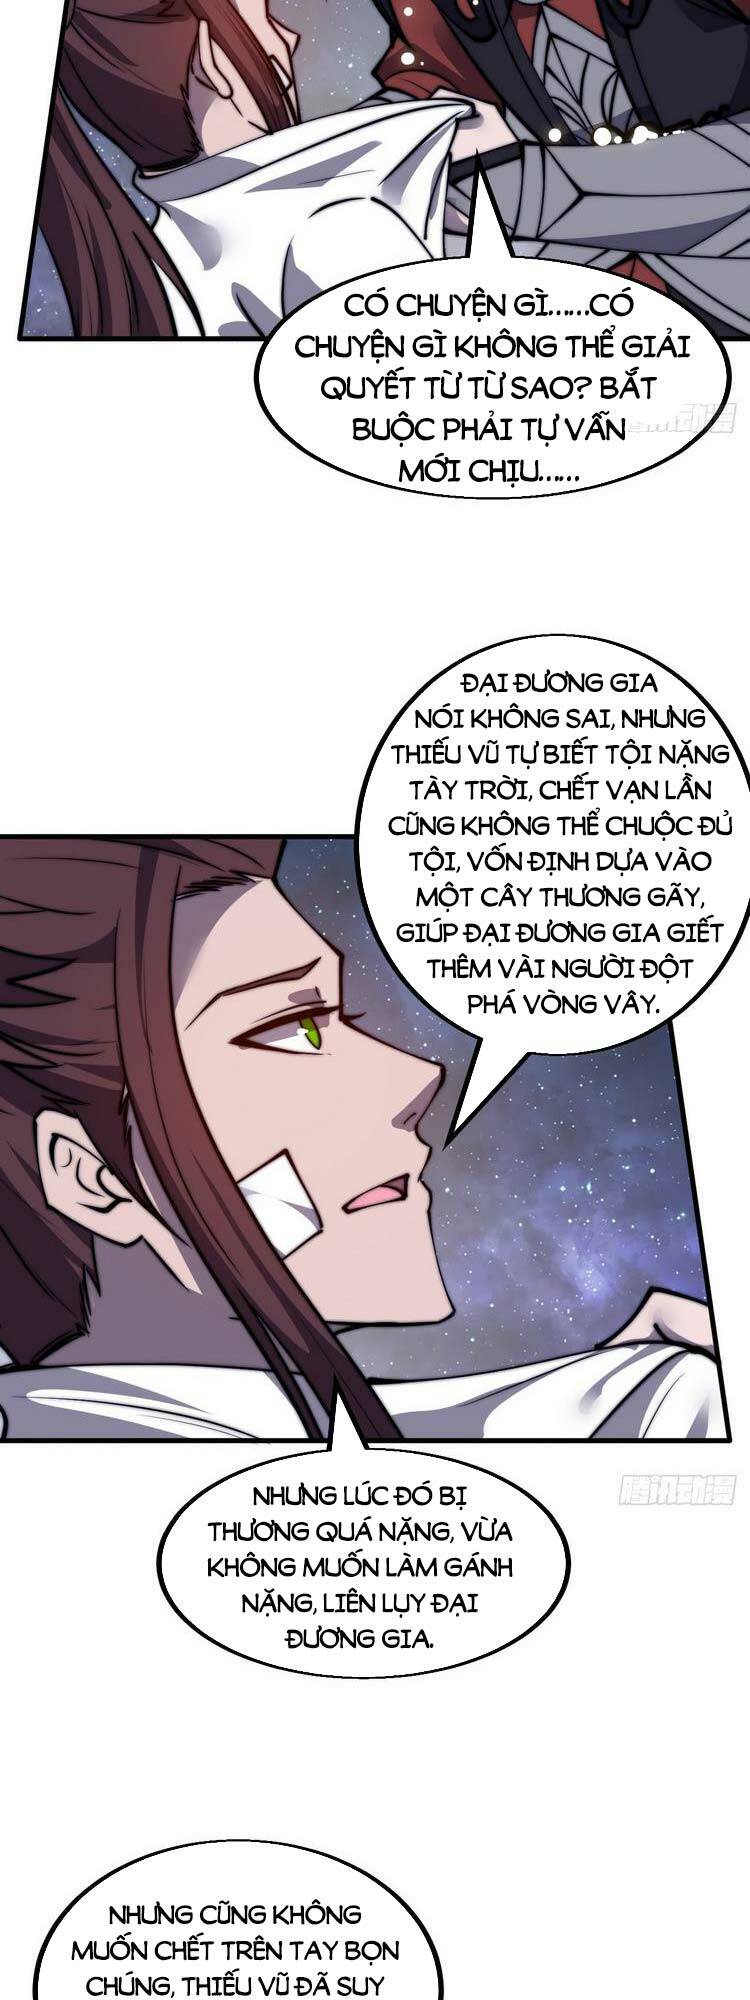 CÓ CHUYỆN GÌ......CÓ
CHUYỆN GÌ KHÔNG THỂ GIẢI
QUYẾT TỪ TỪ SAO? BẮT
BUỘC PHẢI TỰ VẪN
MỚI CHỊU......
ĐẠI ĐƯƠNG GIA
NÓI KHÔNG SAI, NHƯNG
THIẾU VŨ TỰ BIẾT TỘI NẶNG
TÀY TRỜI, CHẾT VẠN LẦN
CŨNG KHÔNG THỂ CHUỘC ĐỦ
TỘI, VỐN ĐỊNH DỰA VÀO
MỘT CÂY THƯƠNG GÃY,
GIÚP ĐẠI ĐƯƠNG GIA GIẾT
THÊM VÀI NGƯỜI ĐỘT
PHÁ VÒNG VÂY.
腾讯动漫
NHƯNG LÚC ĐÓ BỊ
THƯƠNG QUÁ NẶNG, VỪA
KHÔNG MUỐN LÀM GÁNH
NẶNG, LIÊN LỤY ĐẠI
ĐƯƠNG GIA.
NHƯNG CŨNG KHÔNG
MUỐN CHẾT TRÊN TAY BỌN
CHÚNG, THIẾU VŨ ĐÃ SUY